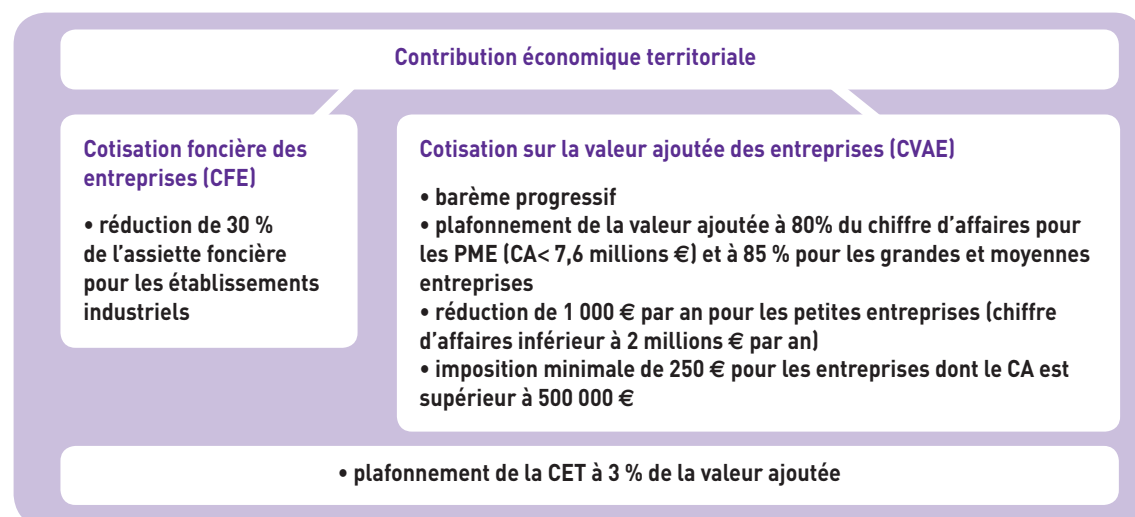 Contribution économique territoriale
Cotisation foncière des
entreprises (CFE)
• réduction de 30 %
de l'assiette foncière
pour les établissements
industriels
Cotisation sur la valeur ajoutée des entreprises (CVAE)
• barème progressif
• plafonnement de la valeur ajoutée à 80% du chiffre d'affaires pour
les PME (CA< 7,6 millions €) et à 85 % pour les grandes et moyennes
entreprises
• réduction de 1 000 € par an pour les petites entreprises (chiffre
d'affaires inférieur à 2 millions € par an)
• imposition minimale de 250 € pour les entreprises dont le CA est
supérieur à 500 000 €
• plafonnement de la CET à 3 % de la valeur ajoutée